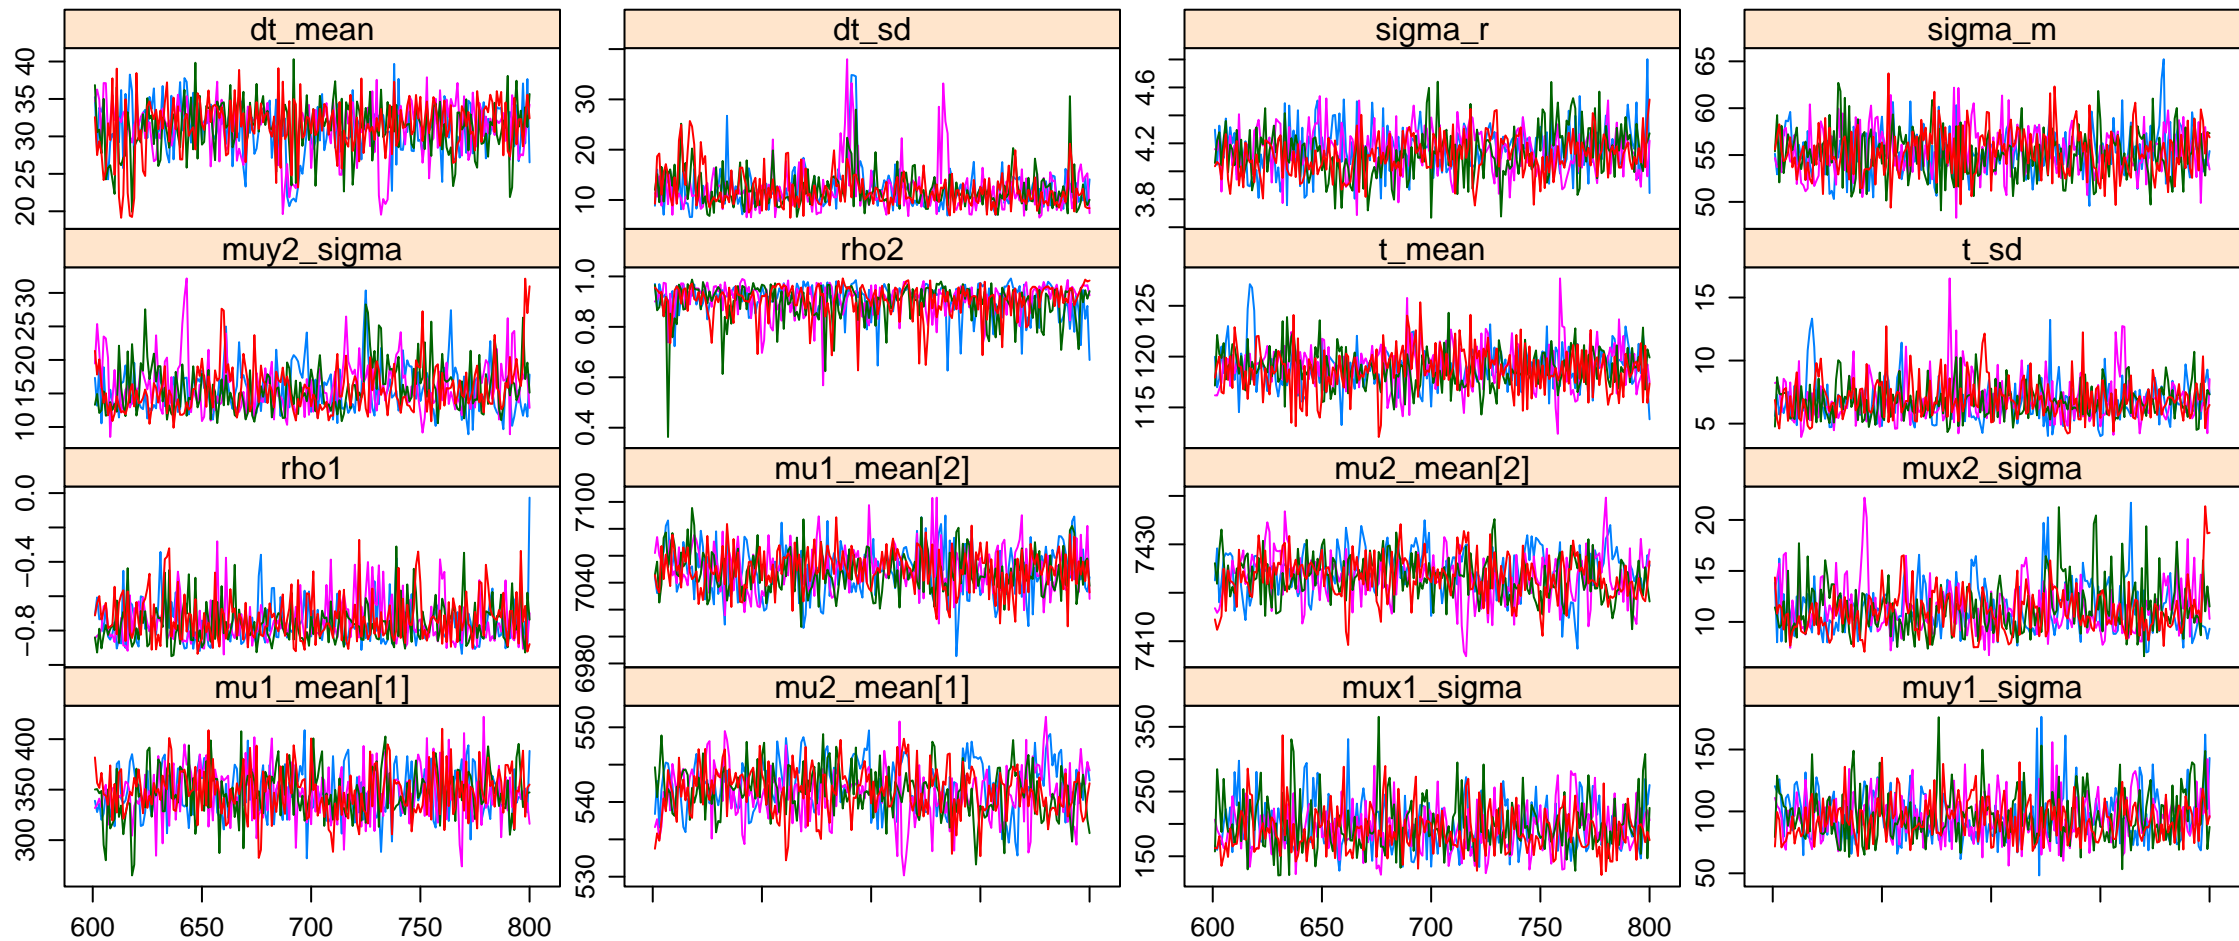 dt_mean dt_sd sigma_r sigma_m
20 25 30 35 40
10 20 30
3.8 4.2 4.6
50 55 60 65
muy2_sigma rho2 t_mean t_sd
10 15 20 25 30
0.4 0.6 0.8 1.0
115 120 125
5 10 15
rho1 mu1_mean[2] mu2_mean[2] mux2_sigma
−0.8 −0.4 0.0
6980 7040 7100
7410 7430
10 15 20
mu1_mean[1] mu2_mean[1] mux1_sigma muy1_sigma
300 350 400
530 540 550
150 250 350
50 100 150
600 650 700 750 800
600 650 700 750 800